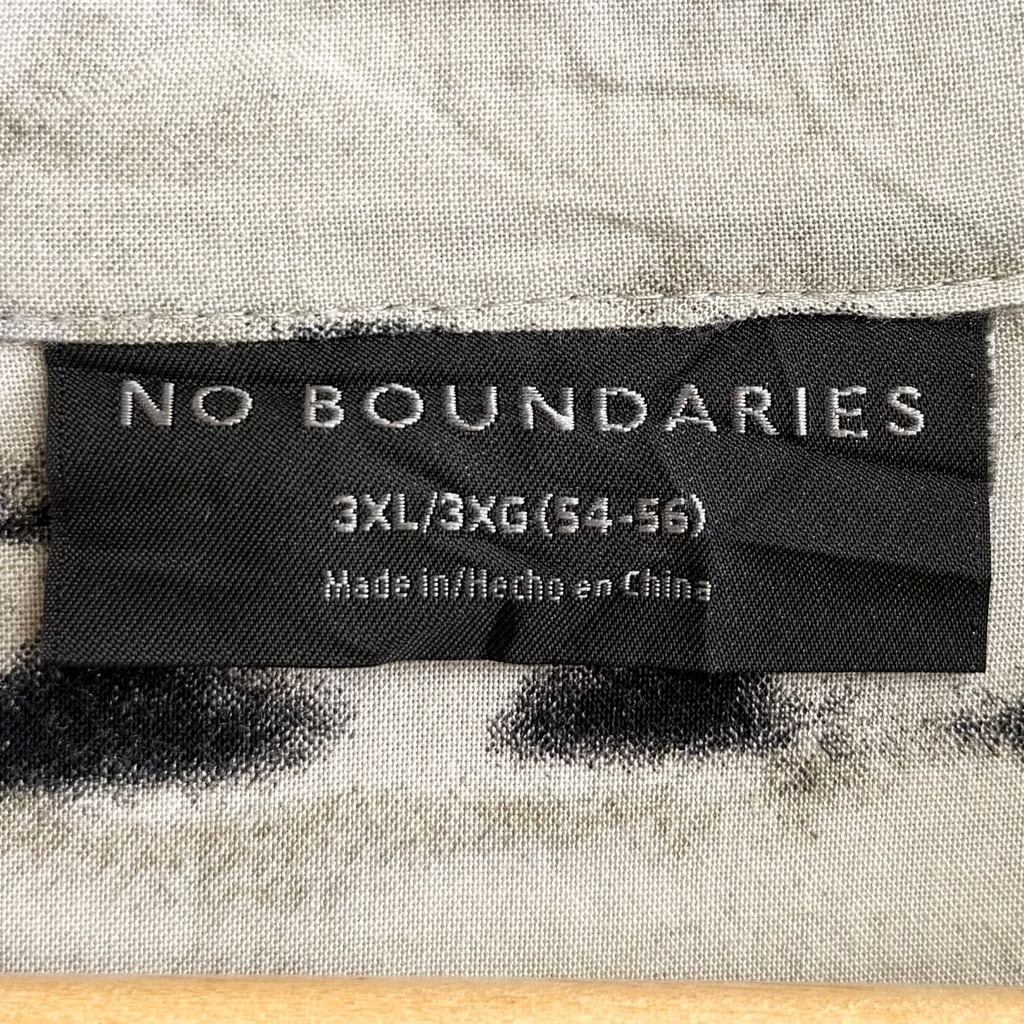 NO BOUNDARIES
3XL/3XG(54-56)
Made in/Hecho en China